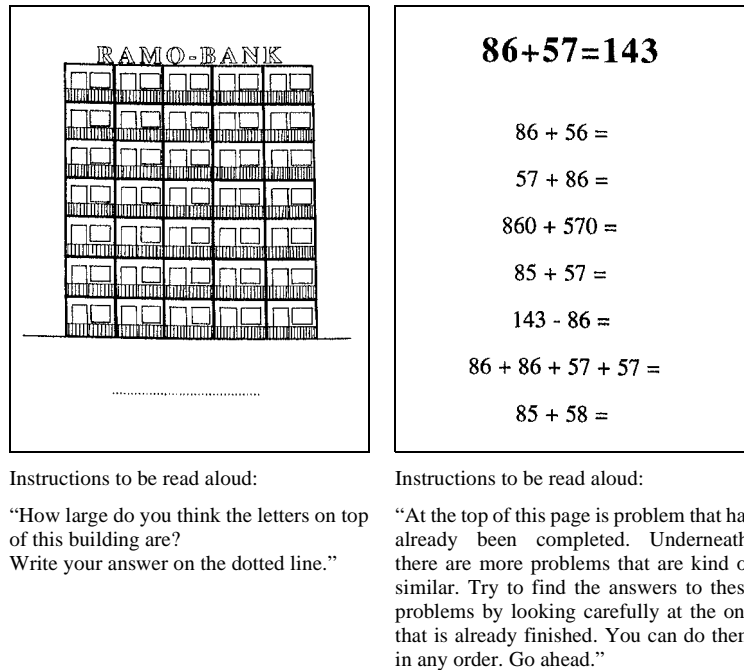 RAMO-BANK
Instructions to be read aloud:
“How large do you think the letters on top
of this building are?
Write your answer on the dotted line.”
86+57=143
86 + 56 =
57 + 86 =
860 + 570 =
85 + 57 =
143 - 86 =
86 + 86 + 57 + 57 =
85 + 58 =
Instructions to be read aloud:
“At the top of this page is problem that ha
already been completed. Underneath
there are more problems that are kind o
similar. Try to find the answers to thes
problems by looking carefully at the on
that is already finished. You can do then
in any order. Go ahead.”